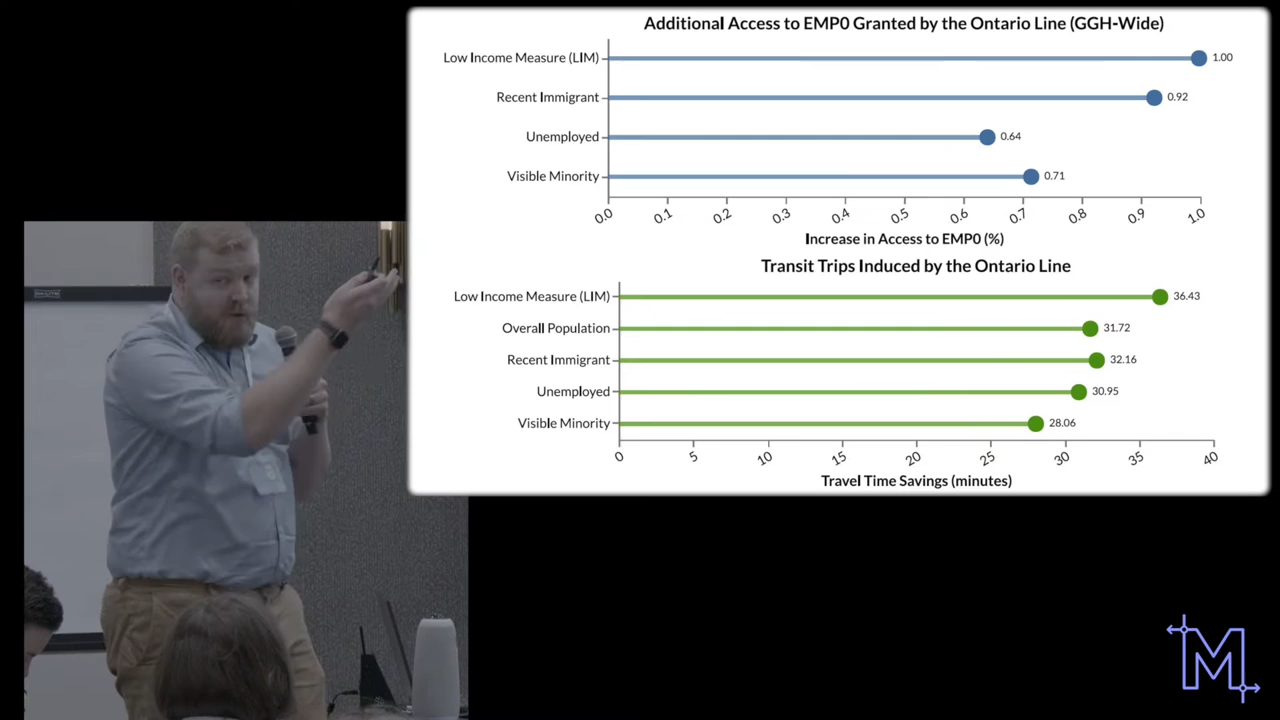 Additional Access to EMP0 Granted by the Ontario Line (GGH-Wide)
Low Income Measure (LIM) 1.00
Recent Immigrant 0.92
Unemployed 0.64
Visible Minority 0.71
0.0 0.1 0.2 0.3 0.4 0.5 0.6 0.7 0.8 0.9 1.0
Increase in Access to EMP0 (%)
Transit Trips Induced by the Ontario Line
Low Income Measure (LIM) 36.43
Overall Population 31.72
Recent Immigrant 32.16
Unemployed 30.95
Visible Minority 28.06
0 5 10 15 20 25 30 35 40
Travel Time Savings (minutes)
M